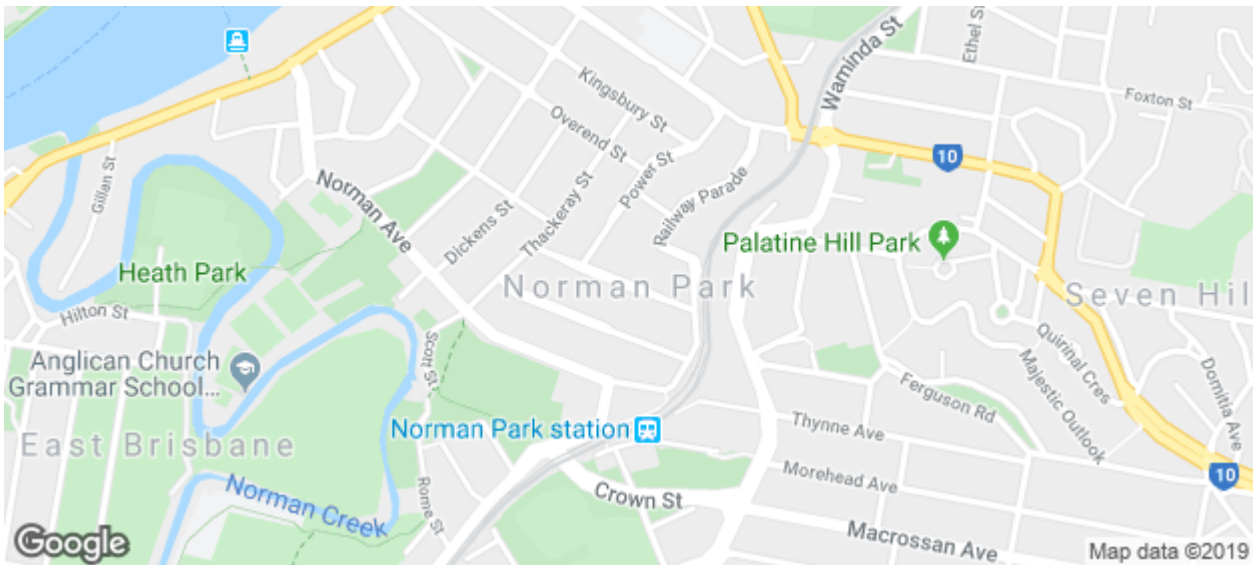 Waminda St
Ethel St
Kingsbury St
Foxton St
Overend St
10
Gillan St
Norman Ave
Power St
Thackeray St
Railway Parade
Dickens St
Palatine Hill Park
Heath Park
Norman Park
Seven Hil
Hilton St
Scott St
Quirinal Cres
Majestic Outlook
Domitia Ave
Anglican Church
Grammar School...
Ferguson Rd
Norman Park station
Thynne Ave
East Brisbane
Morehead Ave
10
Norman Creek
Rome St
Crown St
Macrossan Ave
Google
Map data ©2019